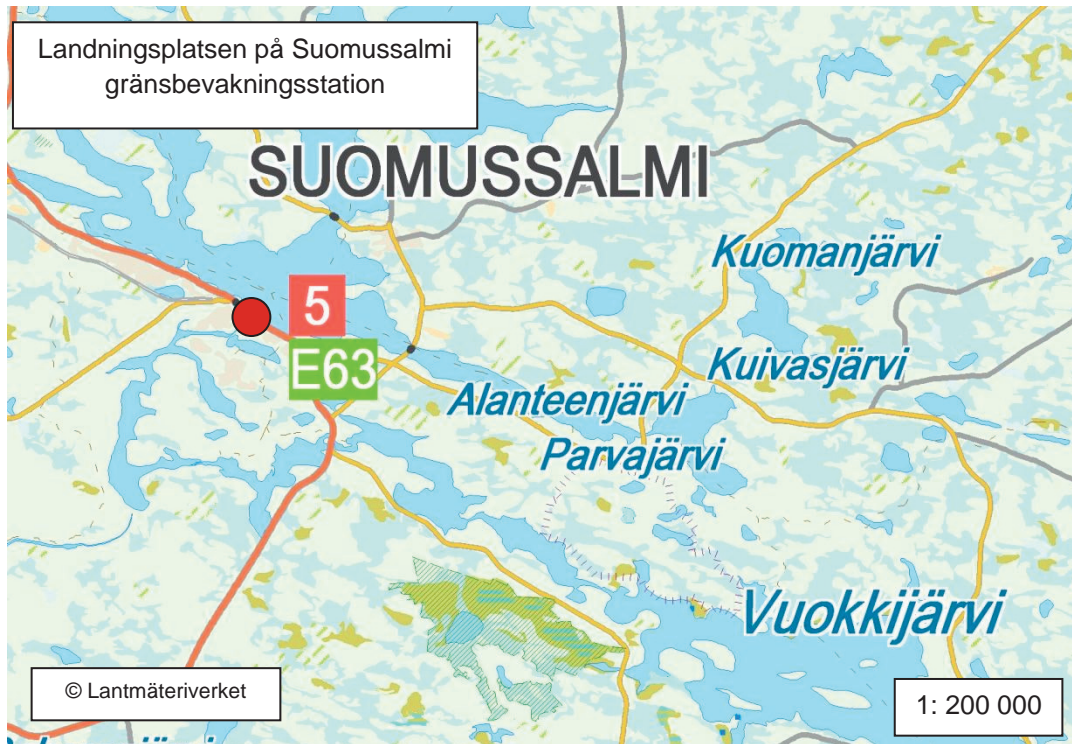 Landningsplatsen på Suomussalmi
gränsbevakningsstation
SUOMUSSALMI
Kuomanjärvi
5
E63
Kuivasjärvi
Alanteenjärvi
Parvajärvi
Vuokkijärvi
© Lantmäteriverket
1: 200 000